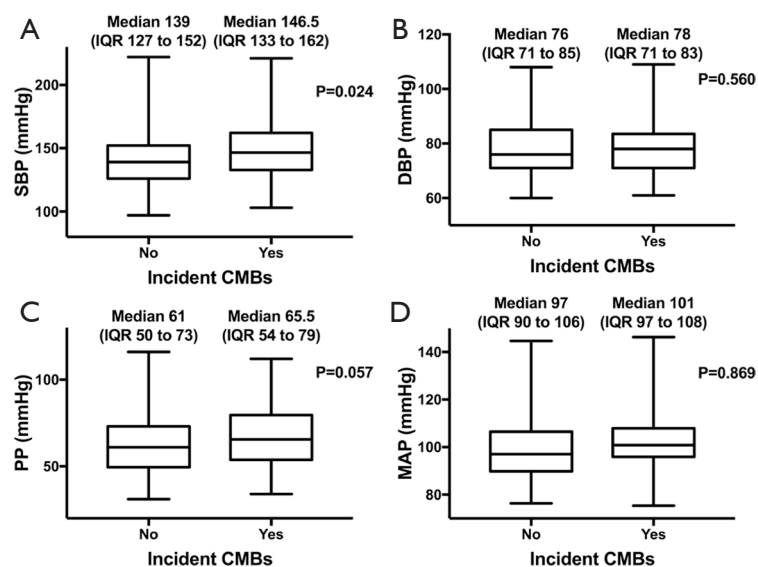 A
Median 139
(IQR 127 to 152)
Median 146.5
(IQR 133 to 162)
P=0.024
SBP (mmHg)
200
150
100
No
Yes
Incident CMBs
B
Median 76
(IQR 71 to 85)
Median 78
(IQR 71 to 83)
P=0.560
DBP (mmHg)
120
100
80
60
No
Yes
Incident CMBs
C
Median 61
(IQR 50 to 73)
Median 65.5
(IQR 54 to 79)
P=0.057
PP (mmHg)
100
50
No
Yes
Incident CMBs
D
Median 97
(IQR 90 to 106)
Median 101
(IQR 97 to 108)
P=0.869
MAP (mmHg)
140
120
100
80
No
Yes
Incident CMBs